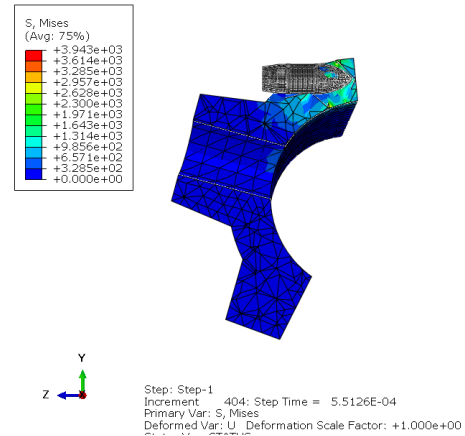 S, Mises
(Avg: 75%)
+3.943e+03
+3.614e+03
+3.285e+03
+2.957e+03
+2.628e+03
+2.300e+03
+1.971e+03
+1.643e+03
+1.314e+03
+9.856e+02
+6.571e+02
+3.285e+02
+0.000e+00
Y
Z
Step: Step-1
Increment 404: Step Time = 5.5126E-04
Primary Var: S, Mises
Deformed Var: U Deformation Scale Factor: +1.000e+00